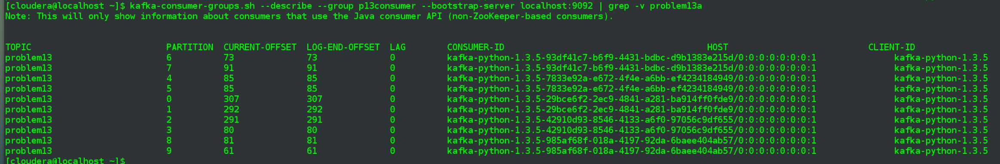 [cloudera@localhost ~]$ kafka-consumer-groups.sh --describe --group p13consumer --bootstrap-server localhost:9092 | grep -v problem13a
Note: This will only show information about consumers that use the Java consumer API (non-ZooKeeper-based consumers).
TOPIC PARTITION CURRENT-OFFSET LOG-END-OFFSET LAG CONSUMER-ID HOST CLIENT-ID
problem13 6 73 73 0 kafka-python-1.3.5-93df41c7-b6f9-4431-bdbc-d9b1383e215d/0:0:0:0:0:0:0:1 kafka-python-1.3.5
problem13 7 91 91 0 kafka-python-1.3.5-93df41c7-b6f9-4431-bdbc-d9b1383e215d/0:0:0:0:0:0:0:1 kafka-python-1.3.5
problem13 4 85 85 0 kafka-python-1.3.5-7833e92a-e672-4f4e-a6bb-ef4234184949/0:0:0:0:0:0:0:1 kafka-python-1.3.5
problem13 5 85 85 0 kafka-python-1.3.5-7833e92a-e672-4f4e-a6bb-ef4234184949/0:0:0:0:0:0:0:1 kafka-python-1.3.5
problem13 0 307 307 0 kafka-python-1.3.5-29bce6f2-2ec9-4841-a281-ba914ff0fde9/0:0:0:0:0:0:0:1 kafka-python-1.3.5
problem13 1 292 292 0 kafka-python-1.3.5-29bce6f2-2ec9-4841-a281-ba914ff0fde9/0:0:0:0:0:0:0:1 kafka-python-1.3.5
problem13 2 291 291 0 kafka-python-1.3.5-42910d93-8546-4133-a6f0-97056c9df655/0:0:0:0:0:0:0:1 kafka-python-1.3.5
problem13 3 80 80 0 kafka-python-1.3.5-42910d93-8546-4133-a6f0-97056c9df655/0:0:0:0:0:0:0:1 kafka-python-1.3.5
problem13 8 81 81 0 kafka-python-1.3.5-985af68f-018a-4197-92da-6baee404ab57/0:0:0:0:0:0:0:1 kafka-python-1.3.5
problem13 9 61 61 0 kafka-python-1.3.5-985af68f-018a-4197-92da-6baee404ab57/0:0:0:0:0:0:0:1 kafka-python-1.3.5
[cloudera@localhost ~]$